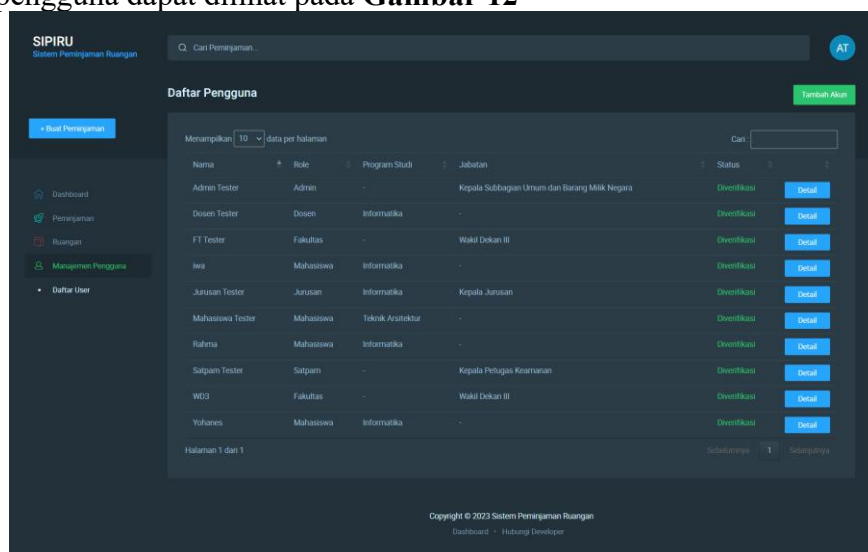 pengguna dapat dilihat pada Gambar 12
SIPIRU
Sistem Peminjaman Ruangan
Cari Peminjaman..
AT
Daftar Pengguna
Tambah Akun
+ Buat Peminjaman
Menampilkan 10 data per halaman
Cari :
Nama Role Program Studi Jabatan Status
Admin Tester Admin - Kepala Subbagian Umum dan Barang Milik Negara Diverifikasi Detail
Dosen Tester Dosen Informatika - Diverifikasi Detail
FT Tester Fakultas - Wakil Dekan III Diverifikasi Detail
iwa Mahasiswa Informatika - Diverifikasi Detail
Jurusan Tester Jurusan Informatika Kepala Jurusan Diverifikasi Detail
Mahasiswa Tester Mahasiswa Teknik Arsitektur - Diverifikasi Detail
Rahma Mahasiswa Informatika - Diverifikasi Detail
Satpam Tester Satpam - Kepala Petugas Keamanan Diverifikasi Detail
WD3 Fakultas - Wakil Dekan III Diverifikasi Detail
Yohanes Mahasiswa Informatika - Diverifikasi Detail
Halaman 1 dari 1
Sebelumnya 1 Selanjutnya
Dashboard
Peminjaman
Ruangan
Manajemen Pengguna
• Daftar User
Copyright © 2023 Sistem Peminjaman Ruangan
Dashboard • Hubungi Developer